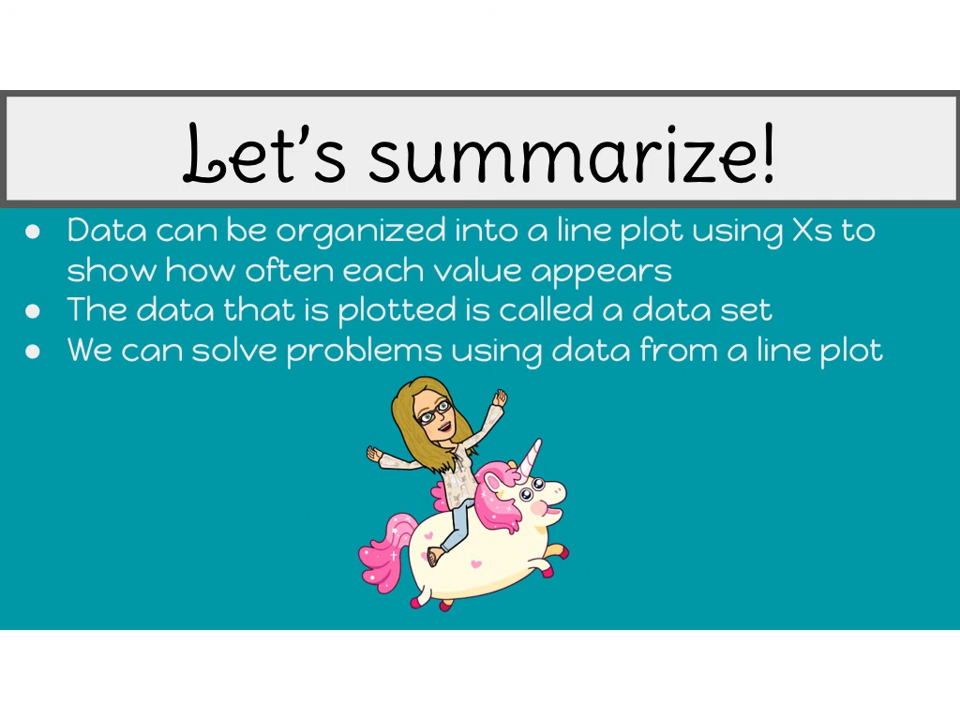 Let's summarize!
● Data can be organized into a line plot using Xs to
show how often each value appears
● The data that is plotted is called a data set
● We can solve problems using data from a line plot